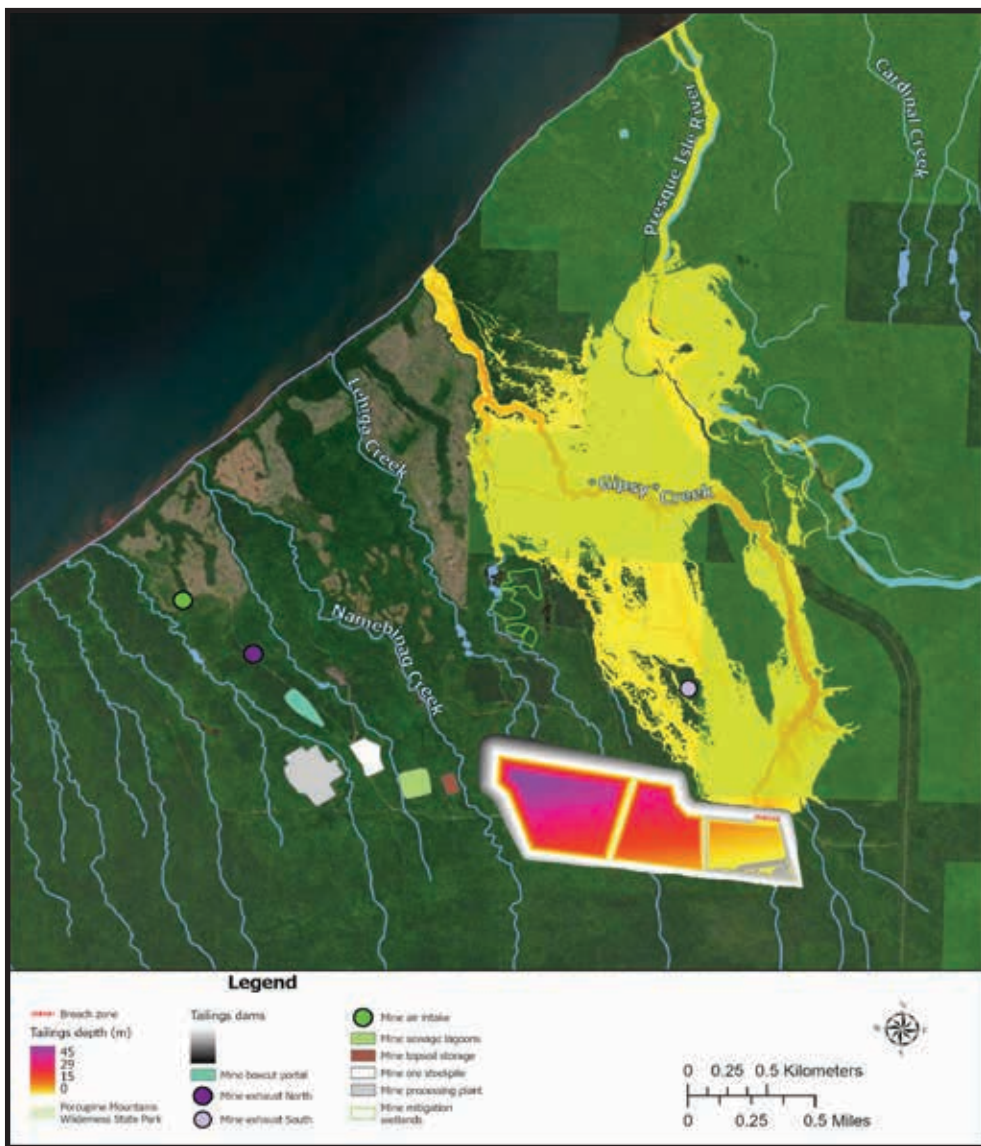 Cardinal Creek
Presque Isle River
Lehigo Creek
"Gipsy" Creek
Namebinag Creek
Legend
Breach zone
Tailings depth (m)
45
29
15
0
Porcupine Mountains
Wilderness State Park
Tailings dams
Mine boxcut portal
Mine exhaust North
Mine exhaust South
Mine air intake
Mine sewage lagoons
Mine topsoil storage
Mine ore stockpile
Mine processing plant
Mine mitigation
wetlands
N
0 0.25 0.5 Kilometers
0 0.25 0.5 Miles